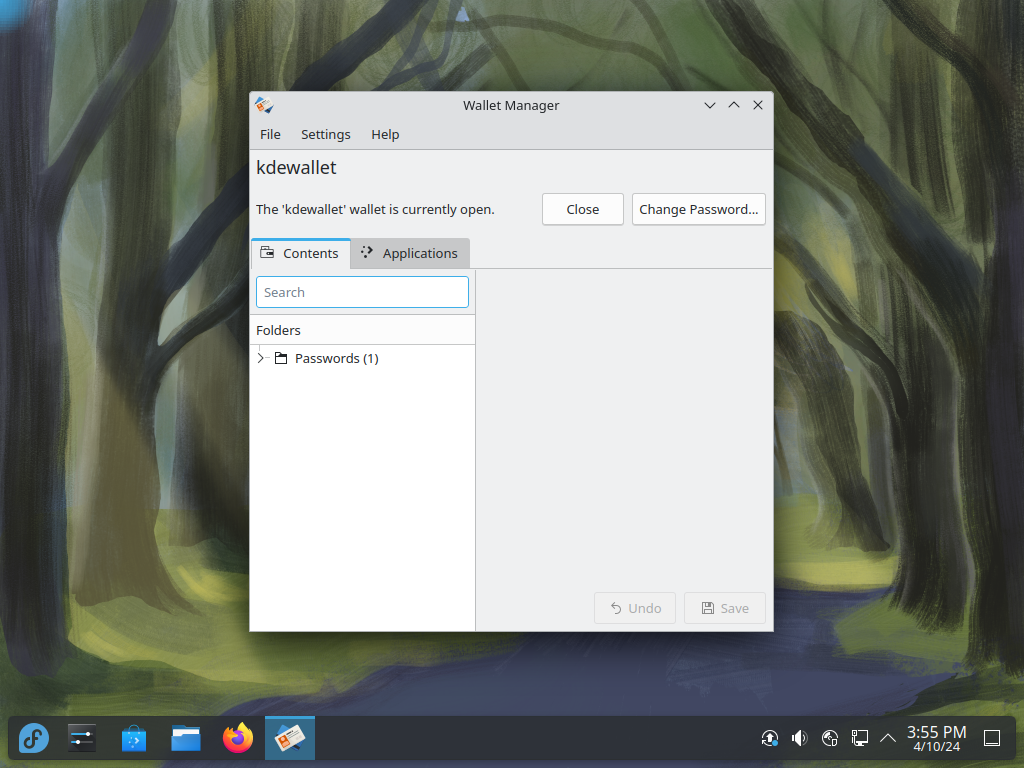 Wallet Manager
File Settings Help
kdewallet
The 'kdewallet' wallet is currently open. Close Change Password...
Contents Applications
Search
Folders
Passwords (1)
Undo Save
3:55 PM
4/10/24